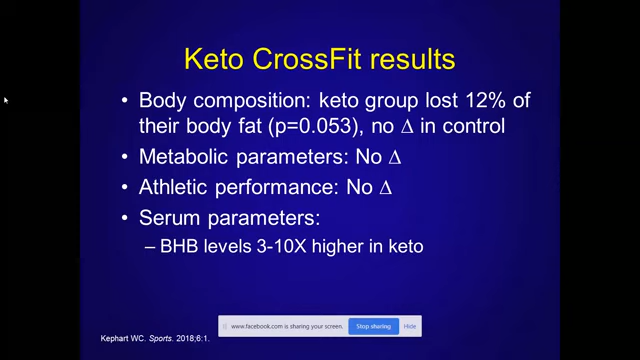 Keto CrossFit results
• Body composition: keto group lost 12% of
their body fat (p=0.053), no Δ in control
• Metabolic parameters: No Δ
• Athletic performance: No Δ
• Serum parameters:
– BHB levels 3-10X higher in keto
www.facebook.com is sharing your screen. Stop sharing Hide
Kephart WC. Sports. 2018;6:1.